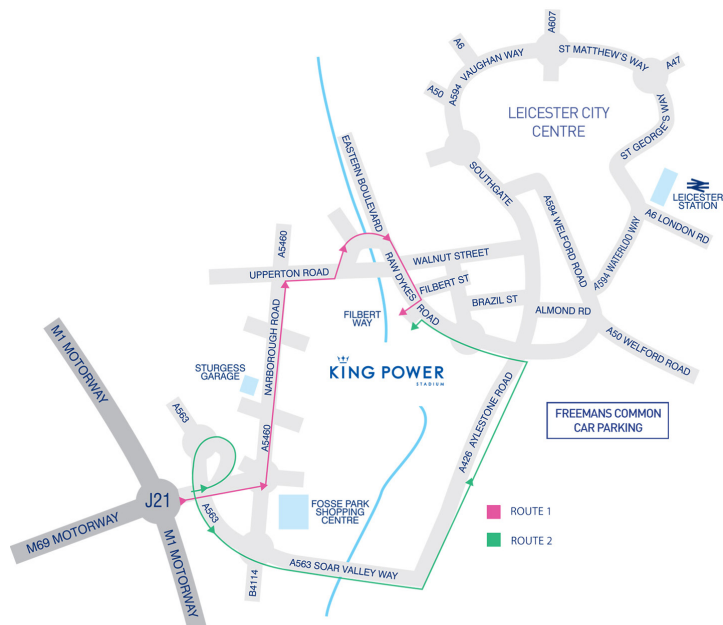 A607
A6
VAUGHAN WAY
ST MATTHEW'S WAY
A47
A50
A594
LEICESTER CITY
CENTRE
ST GEORGE'S WAY
EASTERN BOULEVARD
SOUTHGATE
LEICESTER
STATION
A6 LONDON RD
A594 WELFORD ROAD
A594 WATERLOO WAY
A5460
WALNUT STREET
UPPERTON ROAD
RAW DYKES ROAD
FILBERT ST
BRAZIL ST
ALMOND RD
FILBERT
WAY
A50 WELFORD ROAD
M1 MOTORWAY
NARBOROUGH ROAD
STURGESS
GARAGE
KING POWER
STADIUM
A563
A5460
A426 AYLESTONE ROAD
FREEMANS COMMON
CAR PARKING
J21
A563
FOSSE PARK
SHOPPING
CENTRE
ROUTE 1
M69 MOTORWAY
M1 MOTORWAY
ROUTE 2
A563 SOAR VALLEY WAY
B4114